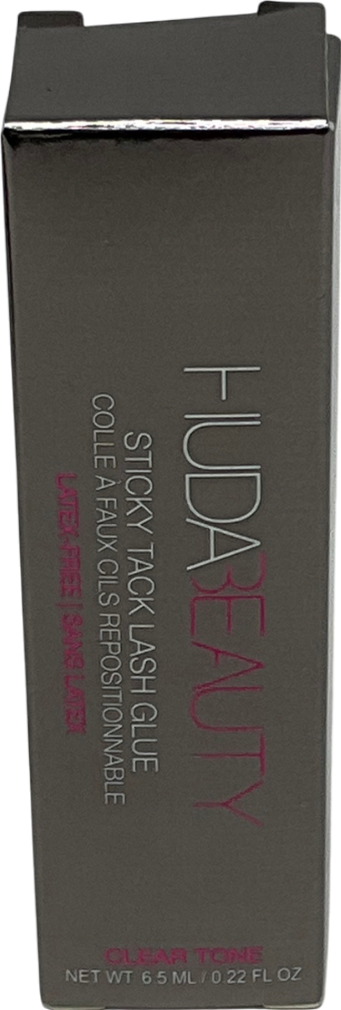 HUDABEAUTY
STICKY TACK LASH GLUE
COLLE À FAUX CILS REPOSITIONNABLE
LATEX-FREE | SANS LATEX
CLEAR TONE
NET WT 6.5 ML / 0.22 FL OZ